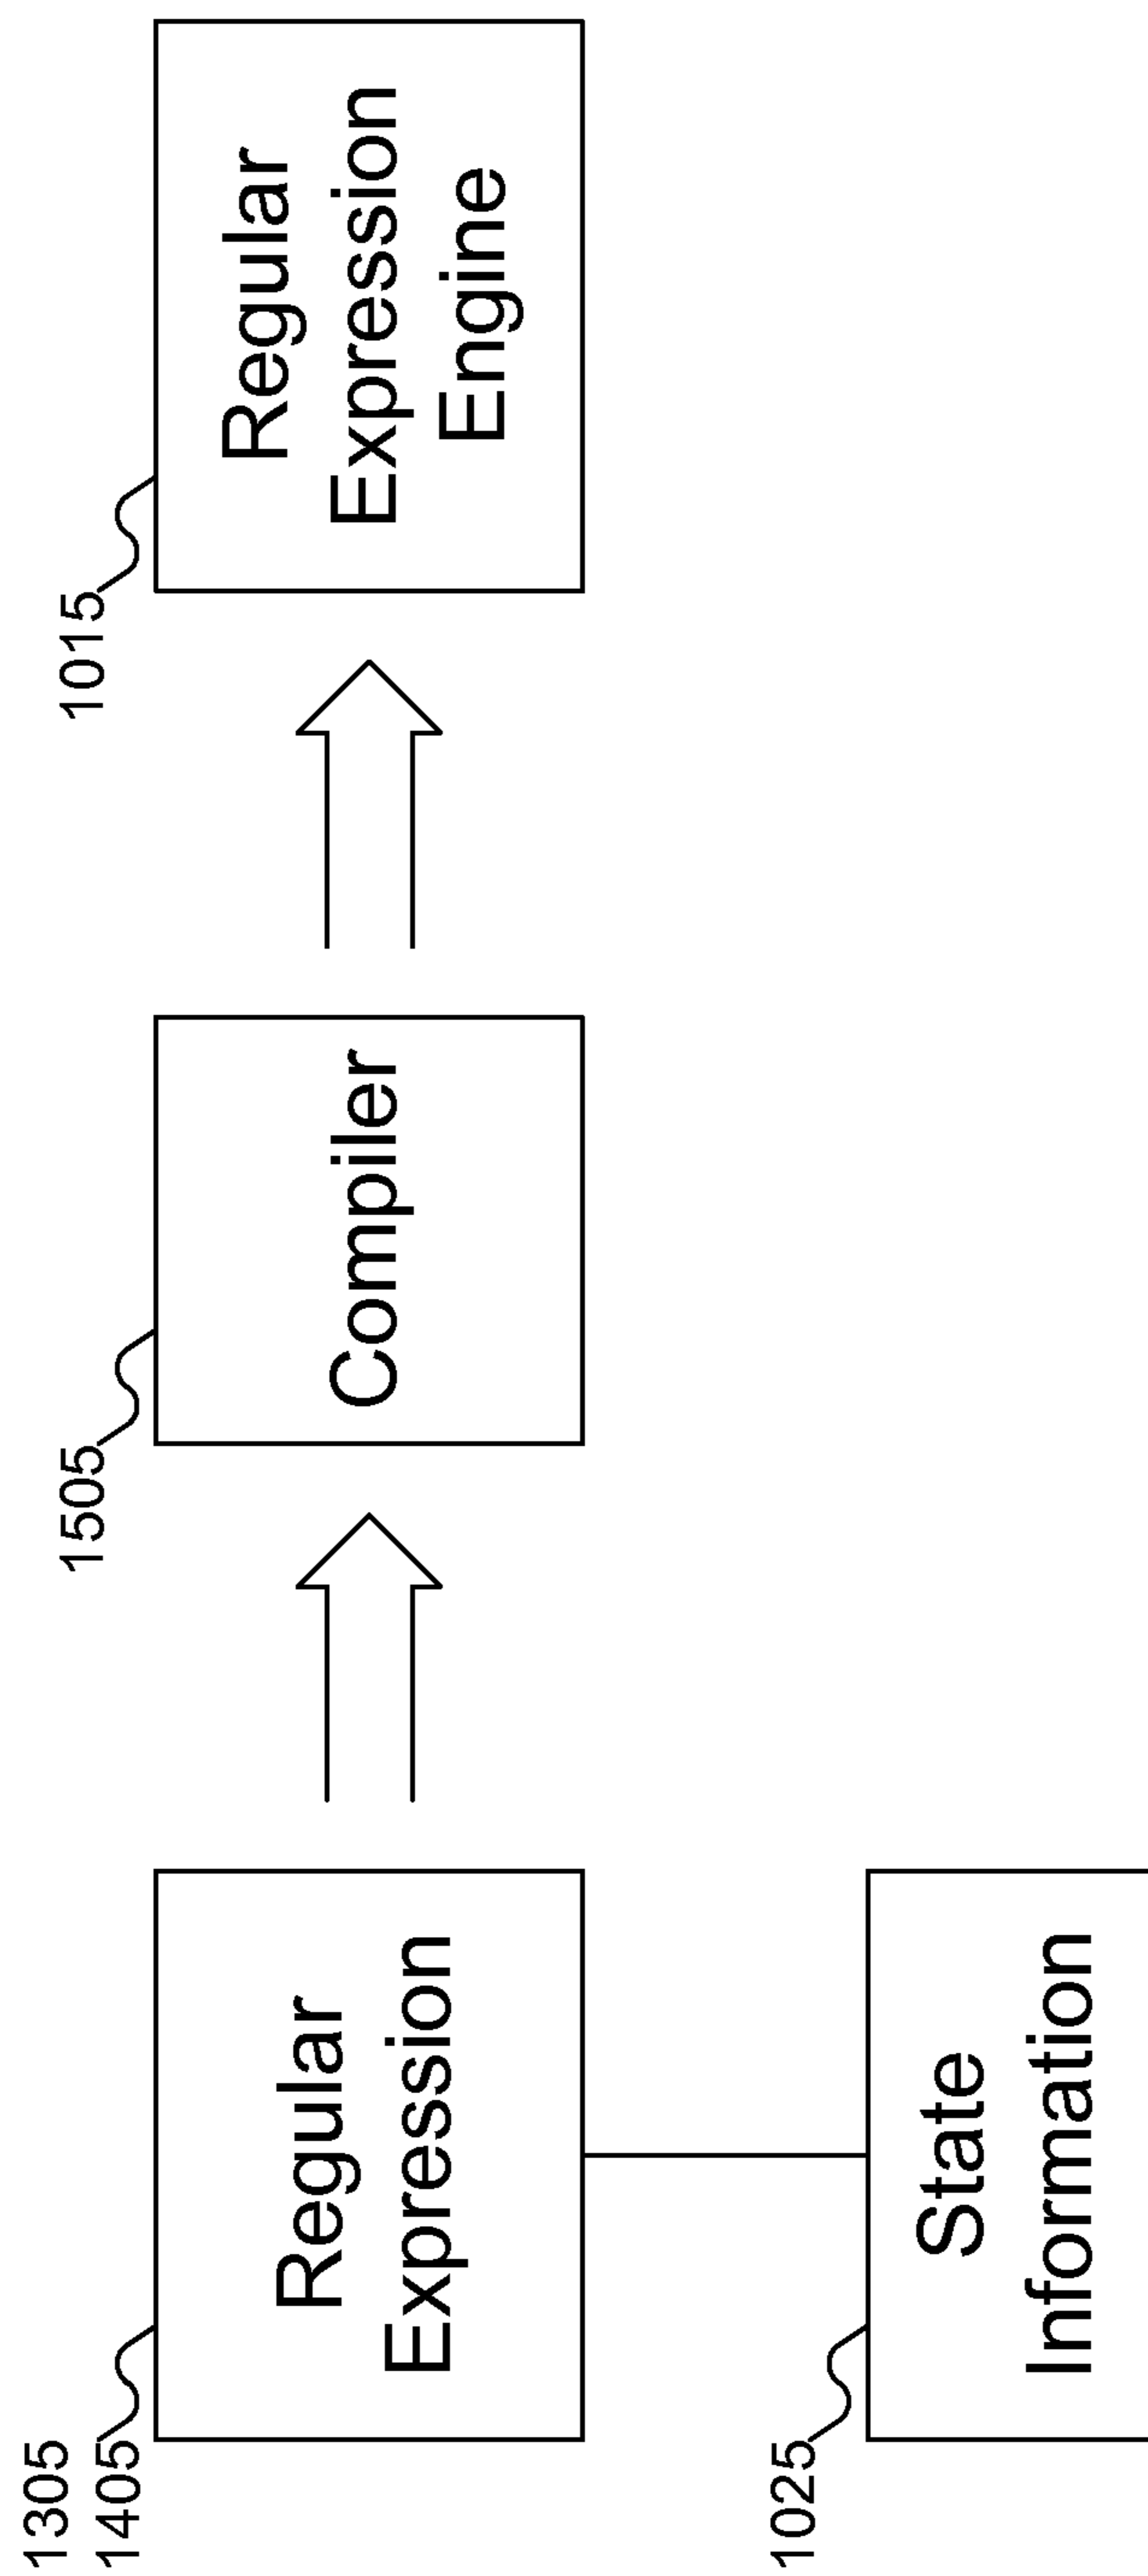 1305
1405
Regular
Expression
1505
Compiler
1015
Regular
Expression
Engine
1025
State
Information